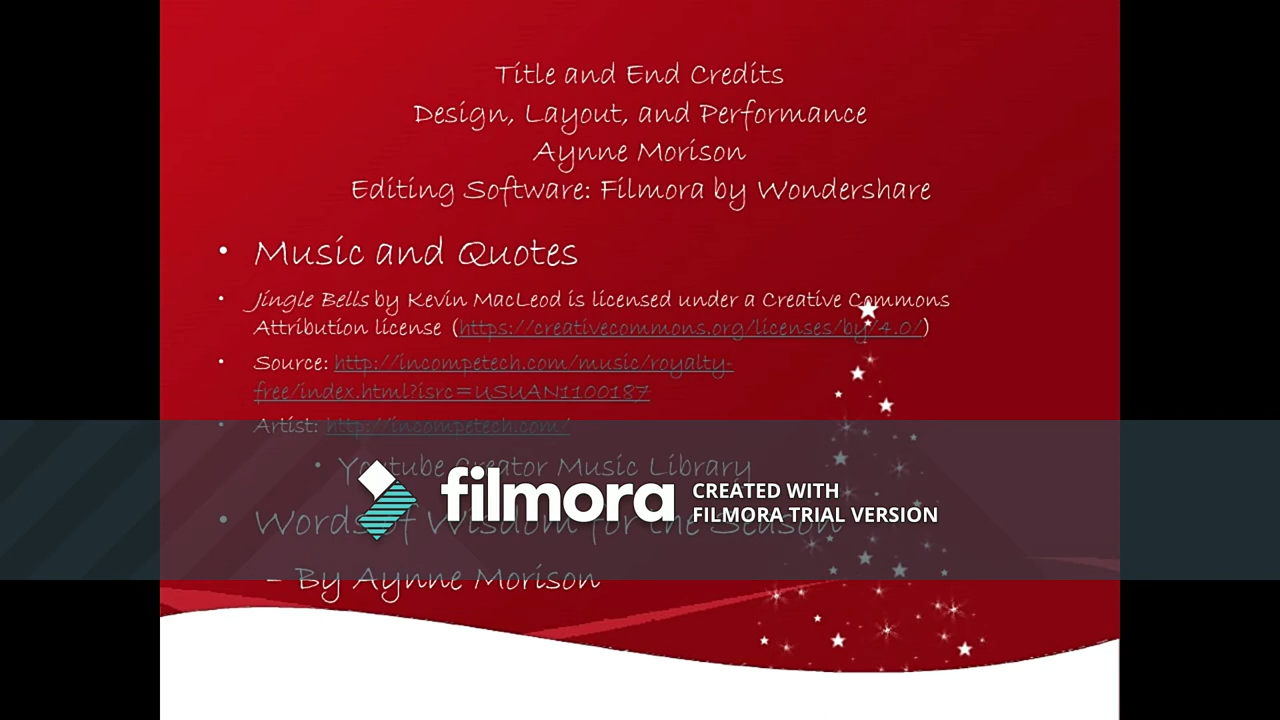 Title and End Credits
Design, Layout, and Performance
Aynne Morison
Editing Software: Filmora by Wondershare
• Music and Quotes
• Jingle Bells by Kevin MacLeod is licensed under a Creative Commons
Attribution license (https://creativecommons.org/licenses/by/4.0/)
• Source: http://incompetech.com/music/royalty-
free/index.html?isrc=USUAN1100187
• Artist: http://incompetech.com/
• Youtube Creator Music Library
filmora CREATED WITH
FILMORA TRIAL VERSION
• Words of Wisdom for the Season
– By Aynne Morison